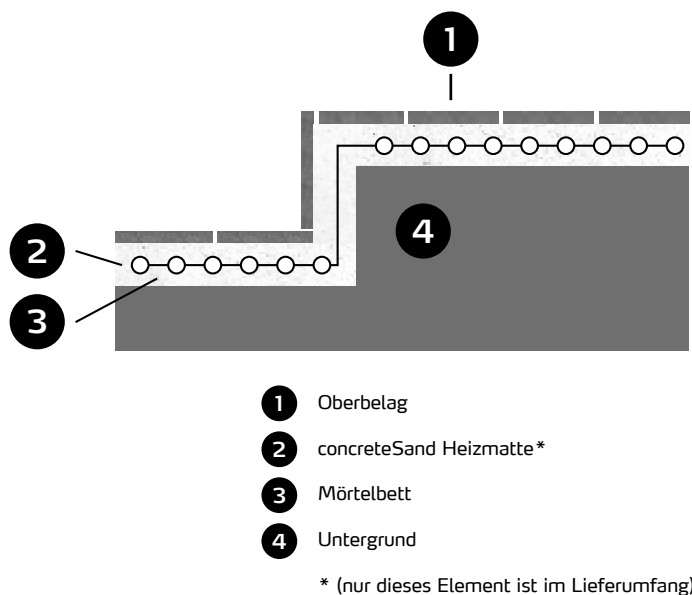 1
2
4
3
1 Oberbelag
2 concreteSand Heizmatte*
3 Mörtelbett
4 Untergrund
* (nur dieses Element ist im Lieferumfang)